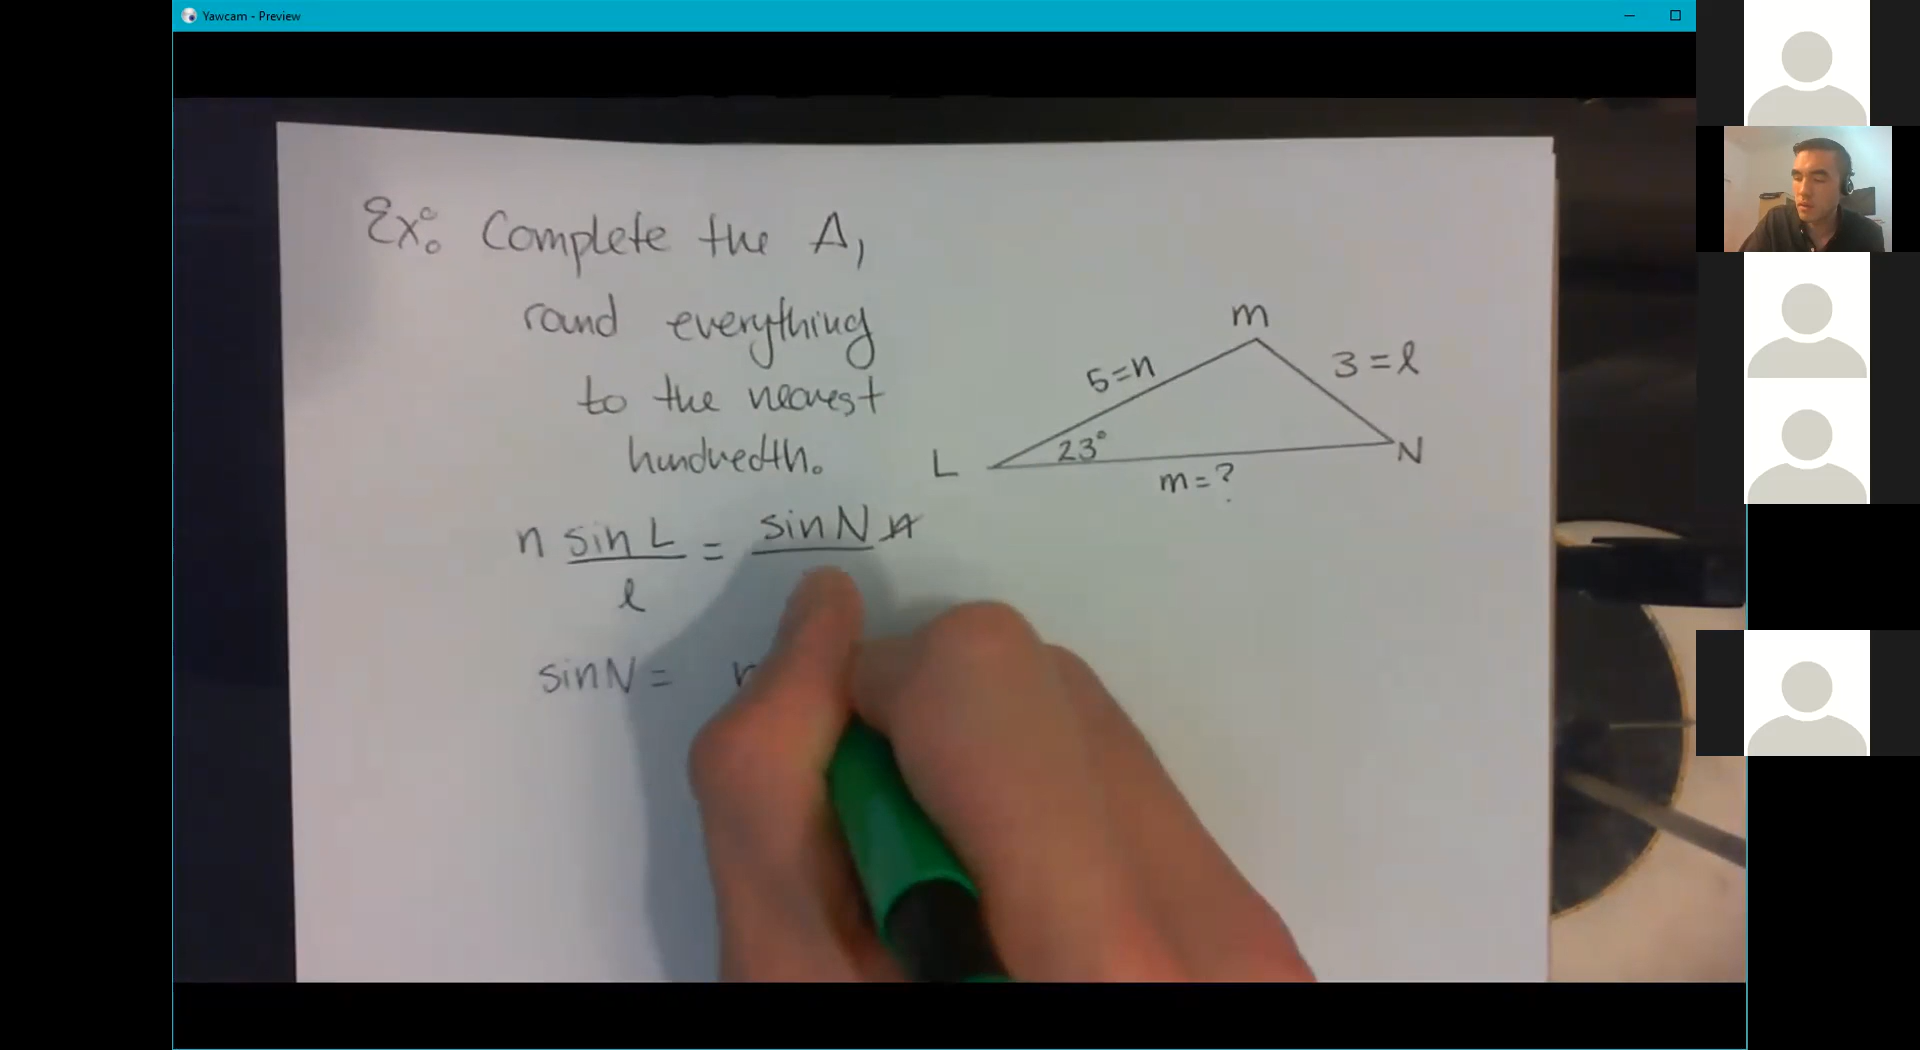 Yawcam - Preview
Ex: Complete the Δ,
round everything
to the nearest
hundredth.
m
5=n
3=l
L
23°
N
m=?
n sin L / l = sin N n
sin N = n